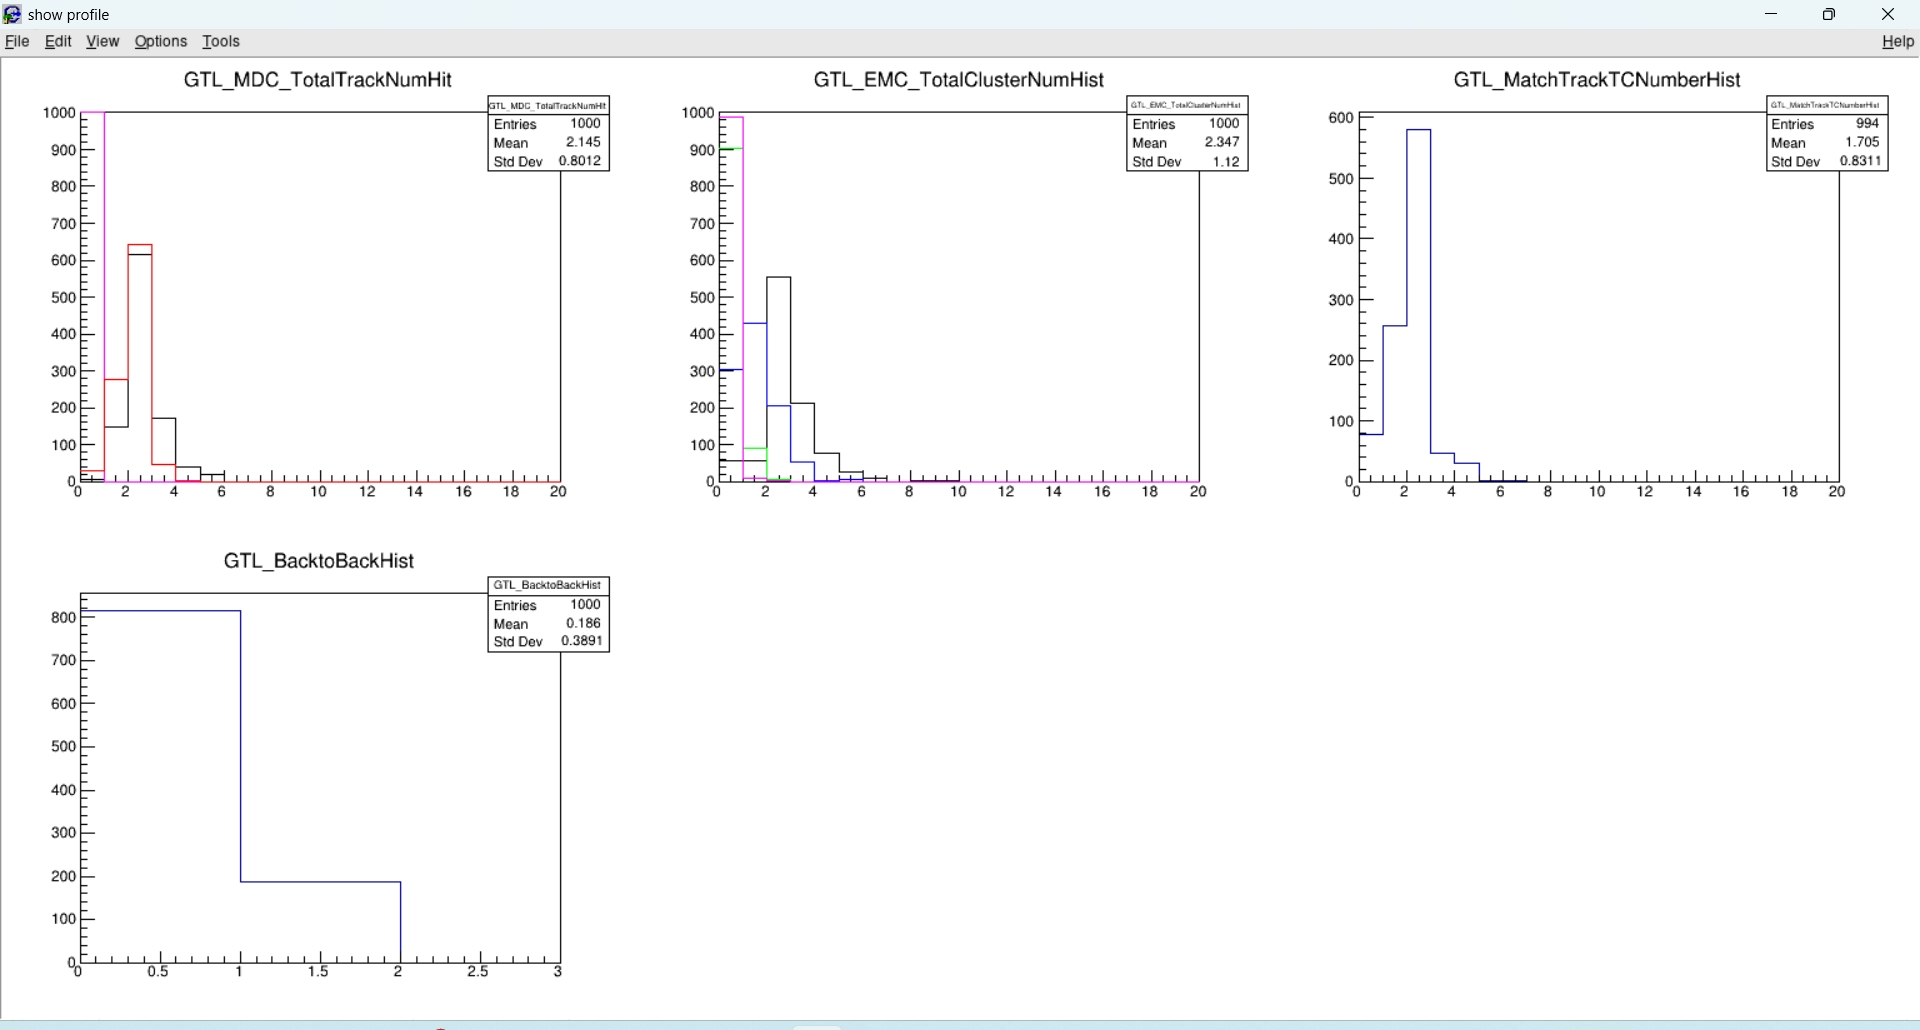 show profile
File Edit View Options Tools Help
GTL_MDC_TotalTrackNumHit
GTL_MDC_TotalTrackNumHit
Entries 1000
Mean 2.145
Std Dev 0.8012
1000
900
800
700
600
500
400
300
200
100
0
0 2 4 6 8 10 12 14 16 18 20
GTL_EMC_TotalClusterNumHist
GTL_EMC_TotalClusterNumHist
Entries 1000
Mean 2.347
Std Dev 1.12
1000
900
800
700
600
500
400
300
200
100
0
0 2 4 6 8 10 12 14 16 18 20
GTL_MatchTrackTCNumberHist
GTL_MatchTrackTCNumberHist
Entries 994
Mean 1.705
Std Dev 0.8311
600
500
400
300
200
100
0
0 2 4 6 8 10 12 14 16 18 20
GTL_BacktoBackHist
GTL_BacktoBackHist
Entries 1000
Mean 0.186
Std Dev 0.3891
800
700
600
500
400
300
200
100
0
0 0.5 1 1.5 2 2.5 3